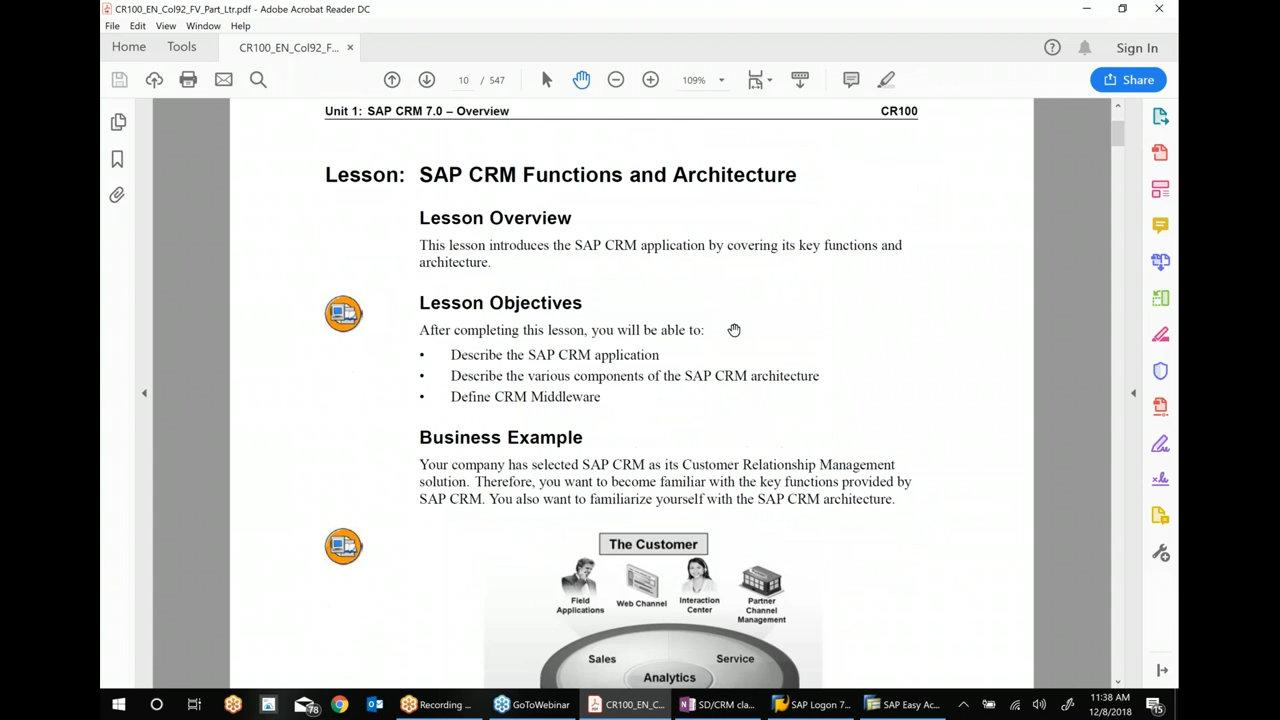 CR100_EN_Col92_FV_Part_Ltr.pdf - Adobe Acrobat Reader DC
File Edit View Window Help
Home Tools CR100_EN_Col92_F... × Sign In
10 / 547 109% Share
Unit 1: SAP CRM 7.0 – Overview CR100
Lesson: SAP CRM Functions and Architecture
Lesson Overview
This lesson introduces the SAP CRM application by covering its key functions and
architecture.
Lesson Objectives
After completing this lesson, you will be able to:
• Describe the SAP CRM application
• Describe the various components of the SAP CRM architecture
• Define CRM Middleware
Business Example
Your company has selected SAP CRM as its Customer Relationship Management
solution. Therefore, you want to become familiar with the key functions provided by
SAP CRM. You also want to familiarize yourself with the SAP CRM architecture.
The Customer
Field
Applications
Web Channel
Interaction
Center
Partner
Channel
Management
Sales Service
Analytics
78 Recording ... GoToWebinar CR100_EN_C... SD/CRM cla... SAP Logon 7... SAP Easy Ac... 15
11:38 AM
12/8/2018